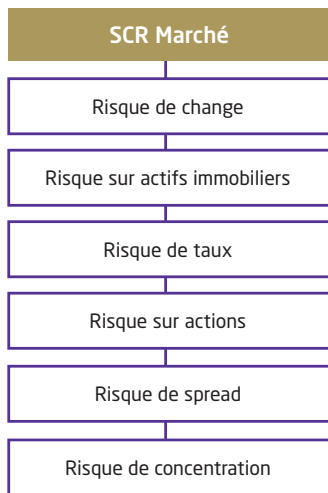 SCR Marché
Risque de change
Risque sur actifs immobiliers
Risque de taux
Risque sur actions
Risque de spread
Risque de concentration